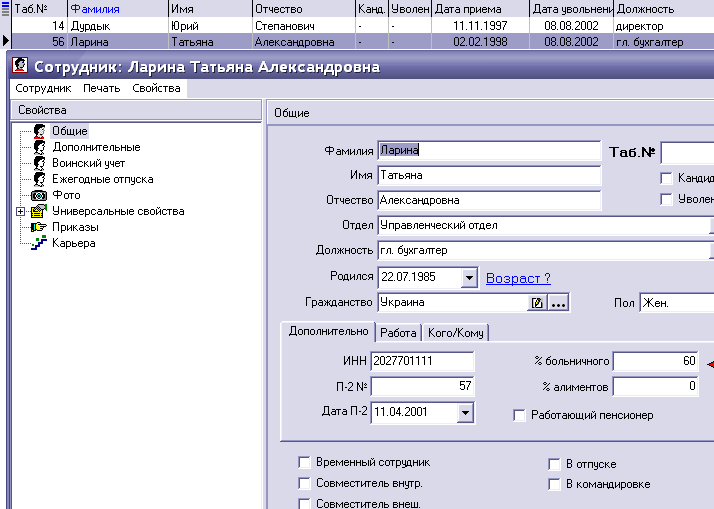 Таб.№ Фамилия Имя Отчество Канд. Уволен Дата приема Дата увольнени Должность
14 Дурдык Юрий Степанович - - 11.11.1997 08.08.2002 директор
56 Ларина Татьяна Александровна - - 02.02.1998 08.08.2002 гл. бухгалтер
Сотрудник: Ларина Татьяна Александровна
Сотрудник Печать Свойства
Свойства
Общие
Дополнительные
Воинский учет
Ежегодные отпуска
Фото
Универсальные свойства
Приказы
Карьера
Общие
Фамилия Ларина Таб.№
Имя Татьяна Кандид
Отчество Александровна Уволен
Отдел Управленческий отдел
Должность гл. бухгалтер
Родился 22.07.1985 Возраст ?
Гражданство Украина ... Пол Жен.
Дополнительно Работа Кого/Кому
ИНН 2027701111 % больничного 60
П-2 № 57 % алиментов 0
Дата П-2 11.04.2001 Работающий пенсионер
Временный сотрудник В отпуске
Совместитель внутр. В командировке
Совместитель внеш.